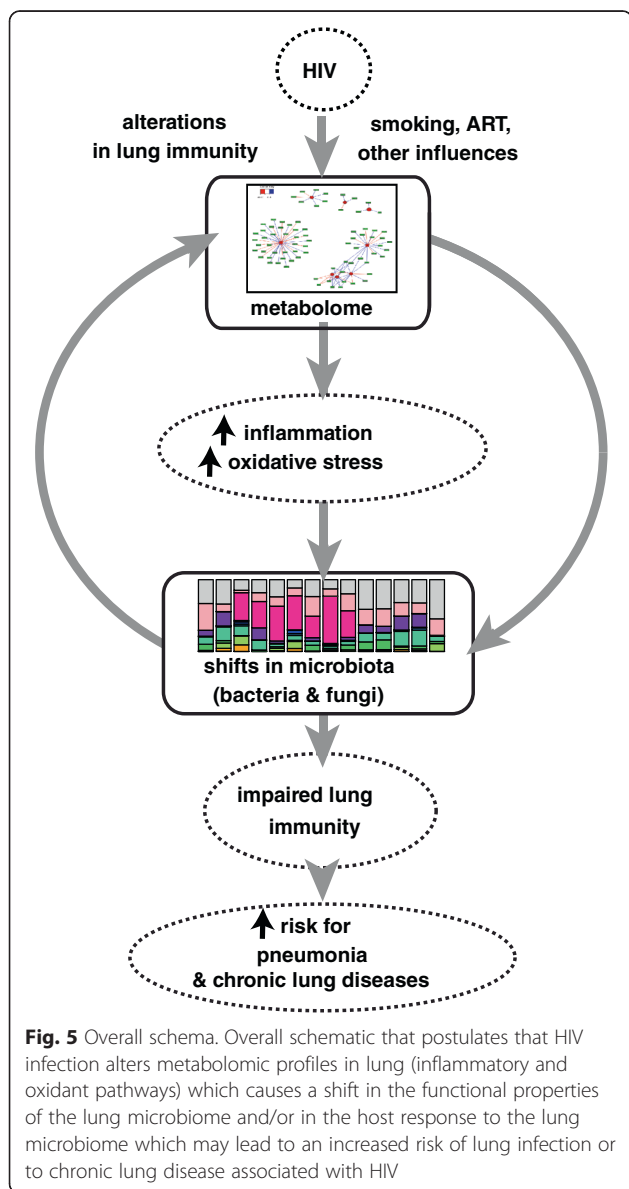 HIV
alterations
in lung immunity
smoking, ART,
other influences
metabolome
inflammation
oxidative stress
shifts in microbiota
(bacteria & fungi)
impaired lung
immunity
risk for
pneumonia
& chronic lung diseases
Fig. 5 Overall schema. Overall schematic that postulates that HIV
infection alters metabolomic profiles in lung (inflammatory and
oxidant pathways) which causes a shift in the functional properties
of the lung microbiome and/or in the host response to the lung
microbiome which may lead to an increased risk of lung infection or
to chronic lung disease associated with HIV